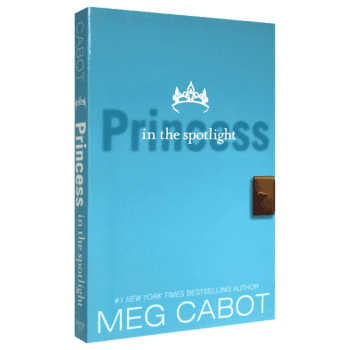 CABOT
Princess
in the spotlight
Princess
in the spotlight
#1 NEW YORK TIMES BESTSELLING AUTHOR
MEG CABOT